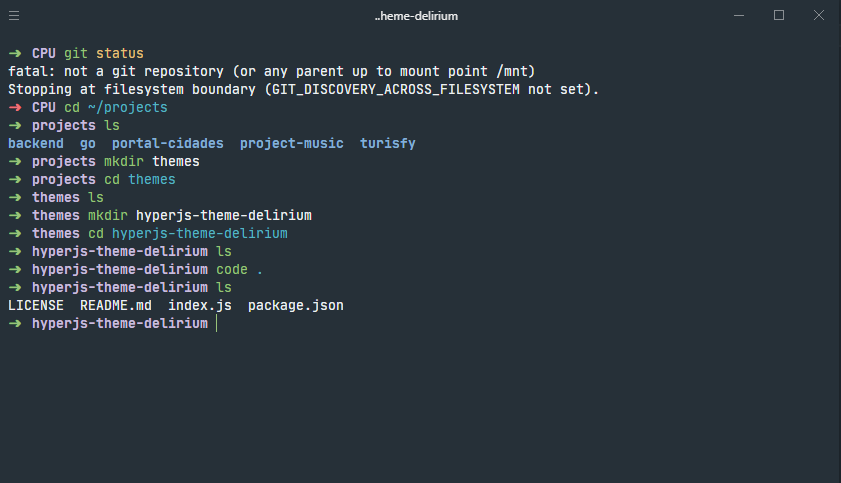 ..heme-delirium
➜ CPU git status
fatal: not a git repository (or any parent up to mount point /mnt)
Stopping at filesystem boundary (GIT_DISCOVERY_ACROSS_FILESYSTEM not set).
➜ CPU cd ~/projects
➜ projects ls
backend  go  portal-cidades  project-music  turisfy
➜ projects mkdir themes
➜ projects cd themes
➜ themes ls
➜ themes mkdir hyperjs-theme-delirium
➜ themes cd hyperjs-theme-delirium
➜ hyperjs-theme-delirium ls
➜ hyperjs-theme-delirium code .
➜ hyperjs-theme-delirium ls
LICENSE  README.md  index.js  package.json
➜ hyperjs-theme-delirium